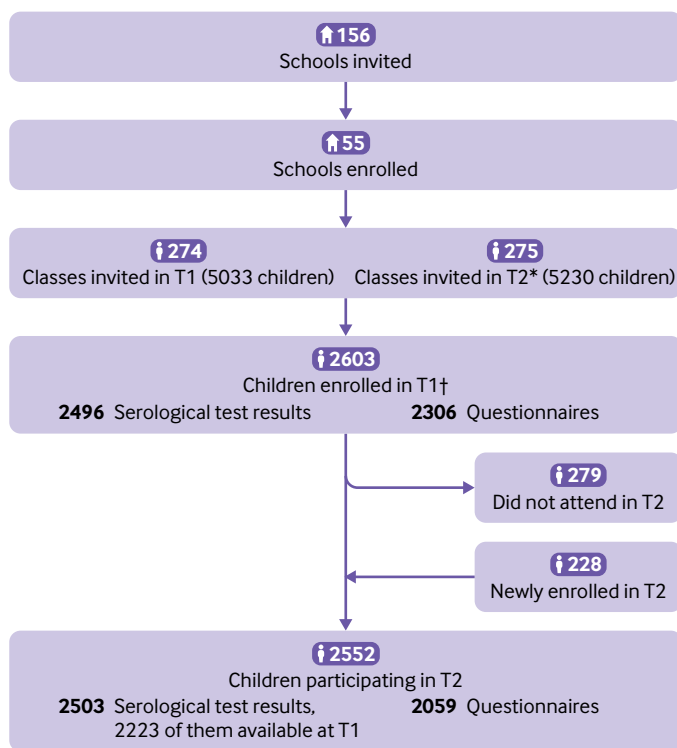 156
Schools invited
55
Schools enrolled
274
Classes invited in T1 (5033 children)
275
Classes invited in T2* (5230 children)
2603
Children enrolled in T1†
2496 Serological test results
2306 Questionnaires
279
Did not attend in T2
228
Newly enrolled in T2
2552
Children participating in T2
2503 Serological test results,
2223 of them available at T1
2059 Questionnaires